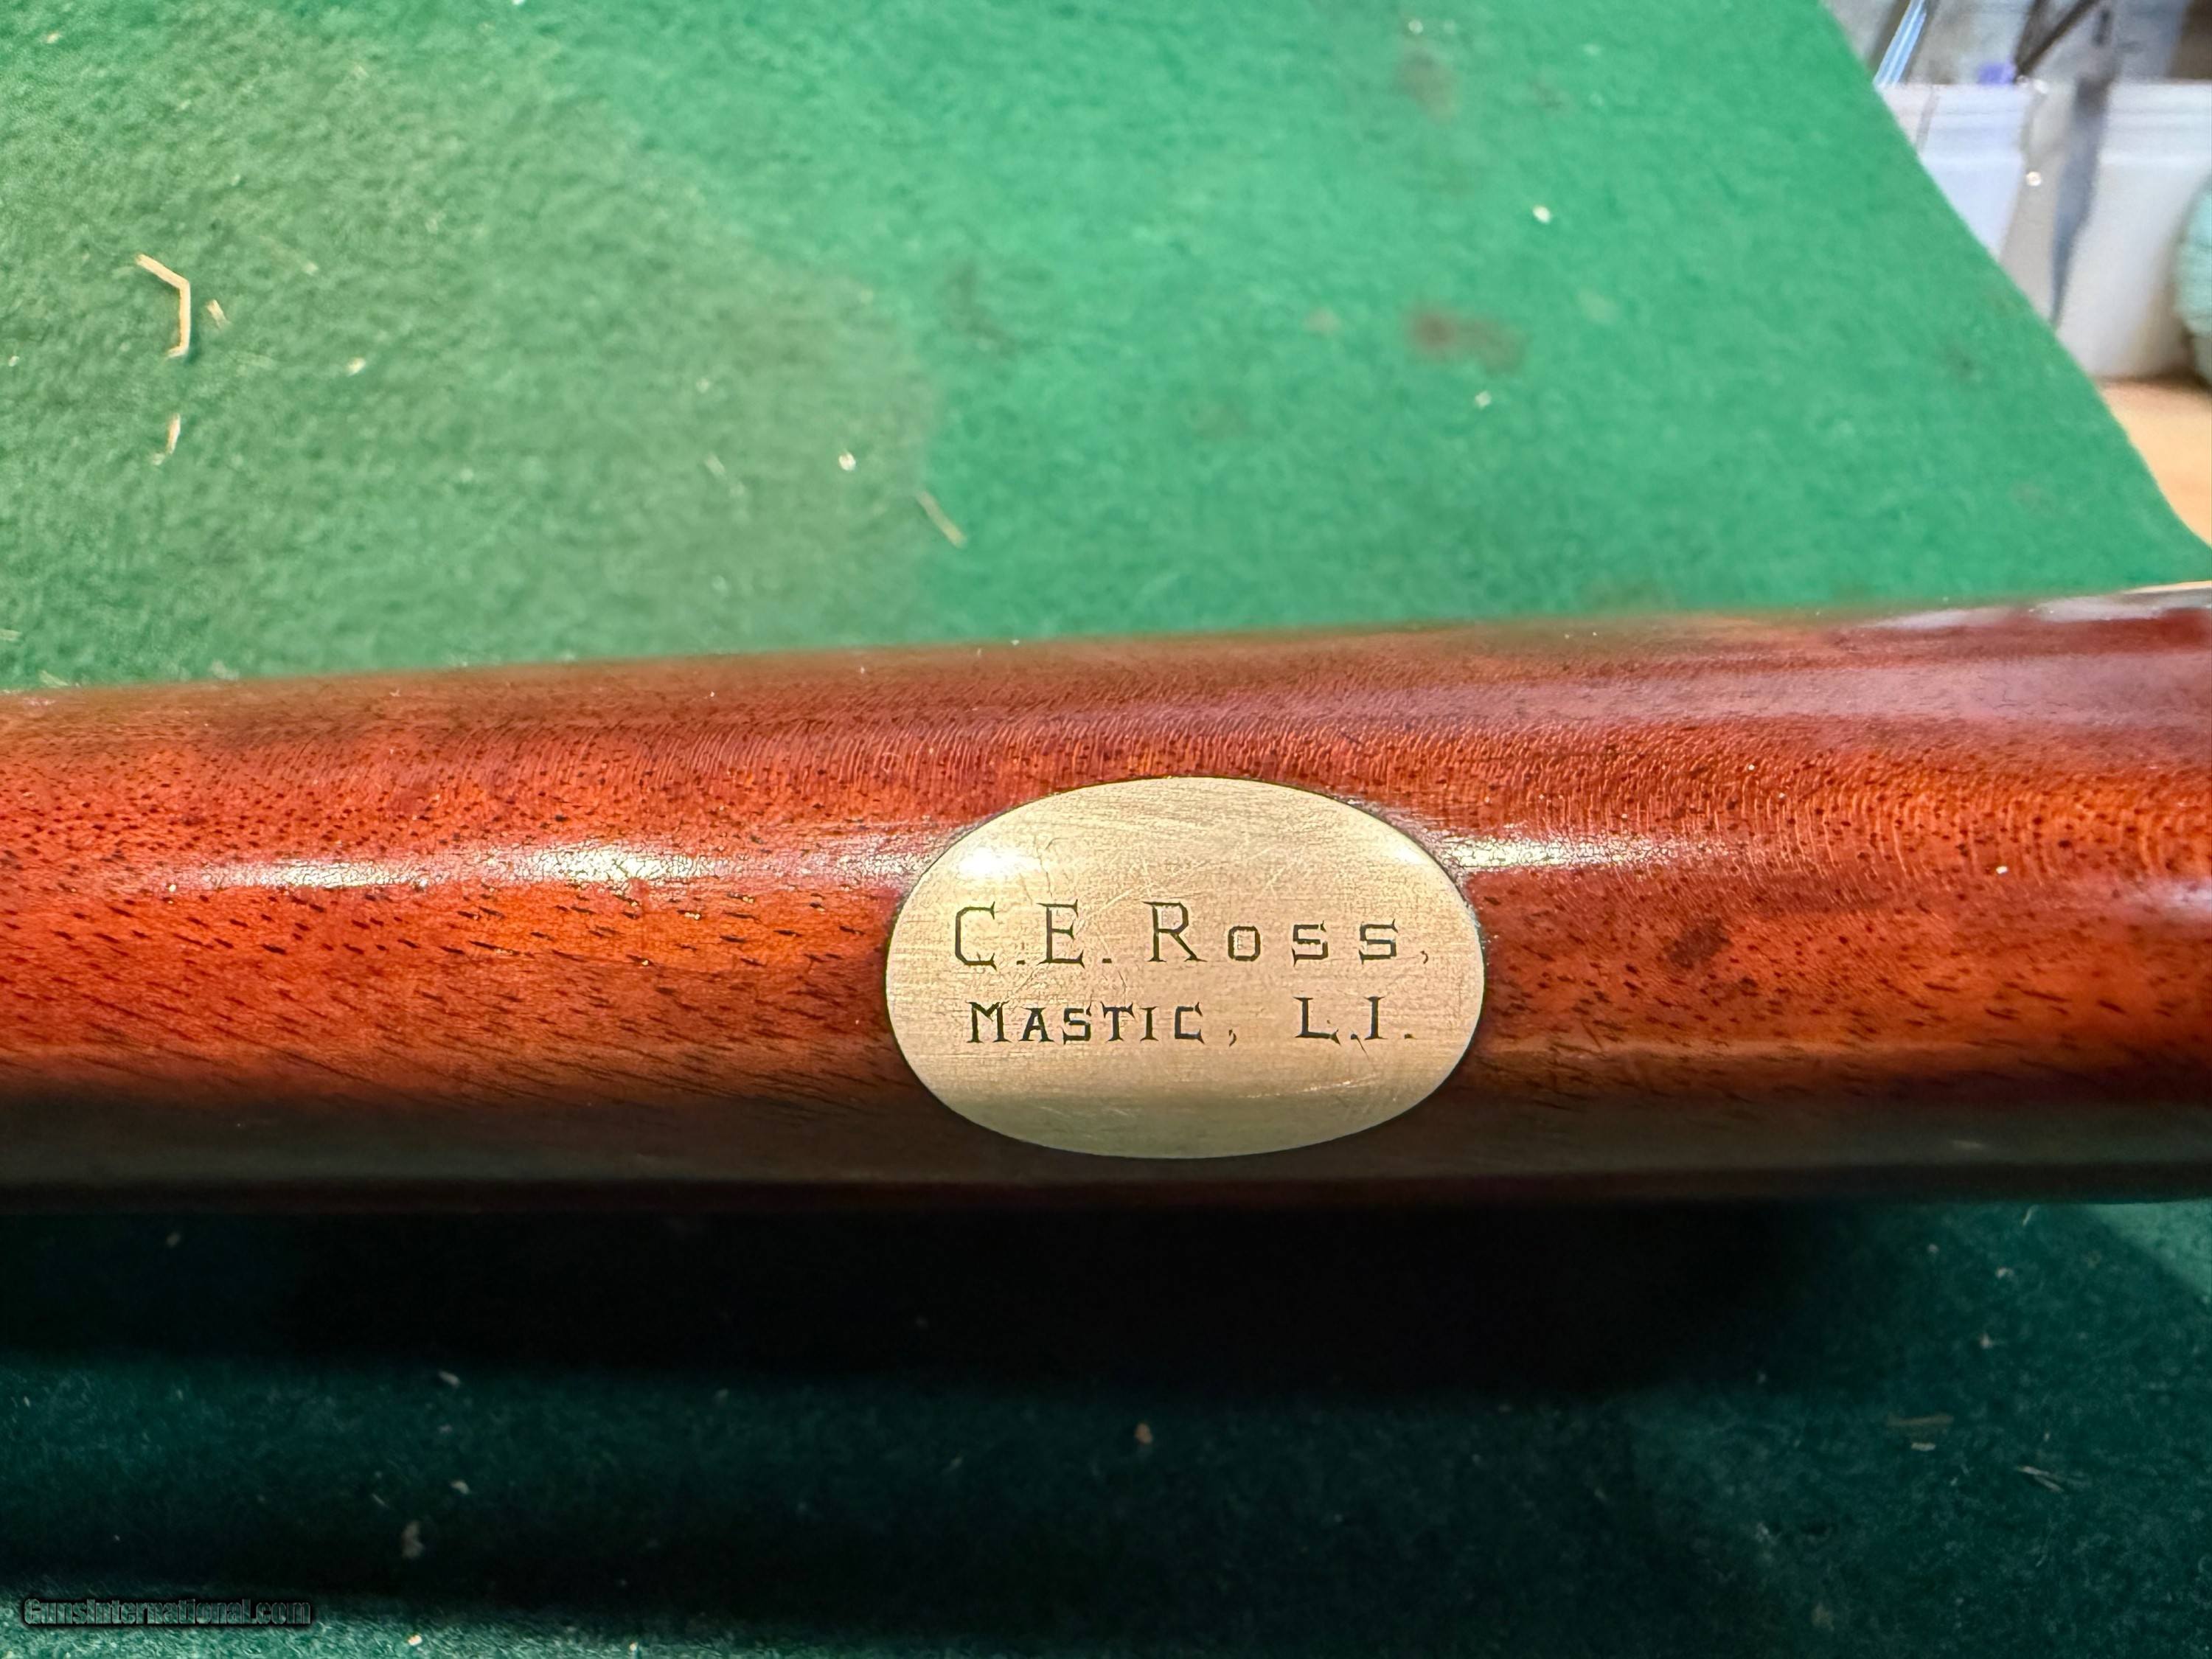 C.E. Ross,
Mastic, L.I.
GunsInternational.com